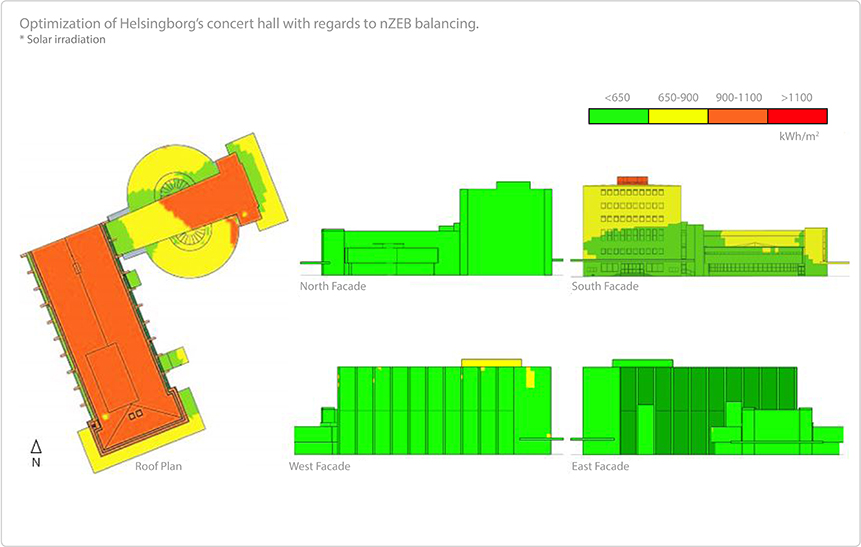 Optimization of Helsingborg's concert hall with regards to nZEB balancing.
* Solar irradiation
<650 650-900 900-1100 >1100
kWh/m²
North Facade
South Facade
N
Roof Plan
West Facade
East Facade